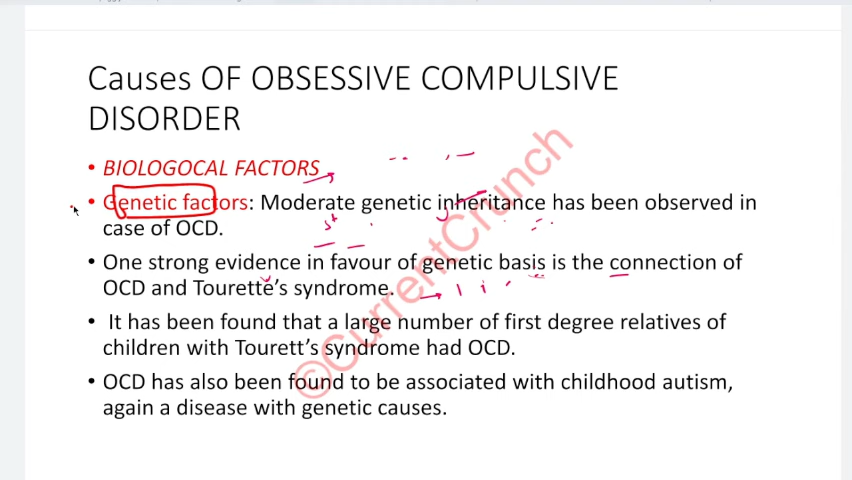 Causes OF OBSESSIVE COMPULSIVE
DISORDER
• BIOLOGOCAL FACTORS
• Genetic factors: Moderate genetic inheritance has been observed in
case of OCD.
• One strong evidence in favour of genetic basis is the connection of
OCD and Tourette's syndrome.
• It has been found that a large number of first degree relatives of
children with Tourett's syndrome had OCD.
• OCD has also been found to be associated with childhood autism,
again a disease with genetic causes.
©CurrentCrunch